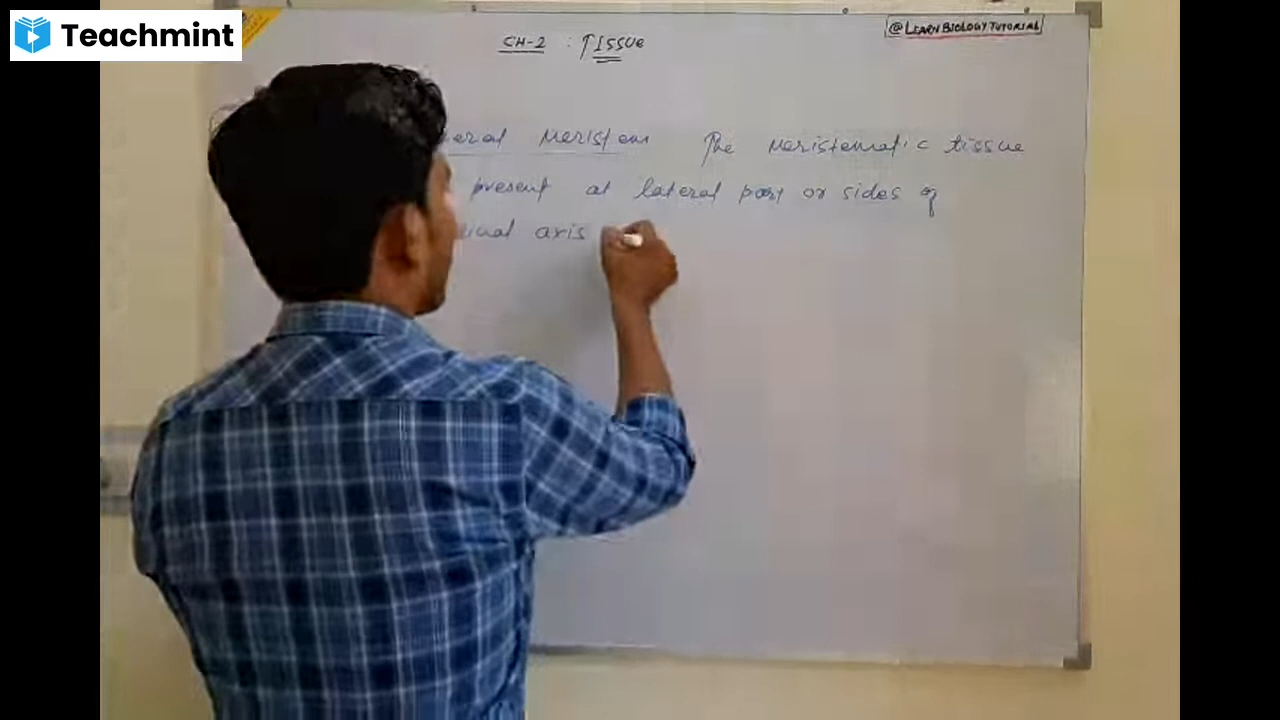 Teachmint
@LEARN BIOLOGY TUTORIAL
CH-2 : TISSUE
Meristem The Meristematic tissue
present at lateral part or sides of
axis